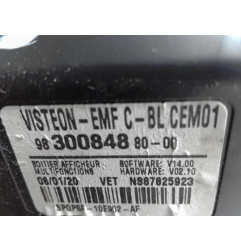 VISTEON-EMF C-BL CEM01
98 300848 80-00
BOITIER AFFICHEUR SOFTWARE: V14.00
MULTIFONCTIONS HARDWARE: V02.10
08/01/20 VET N887625923